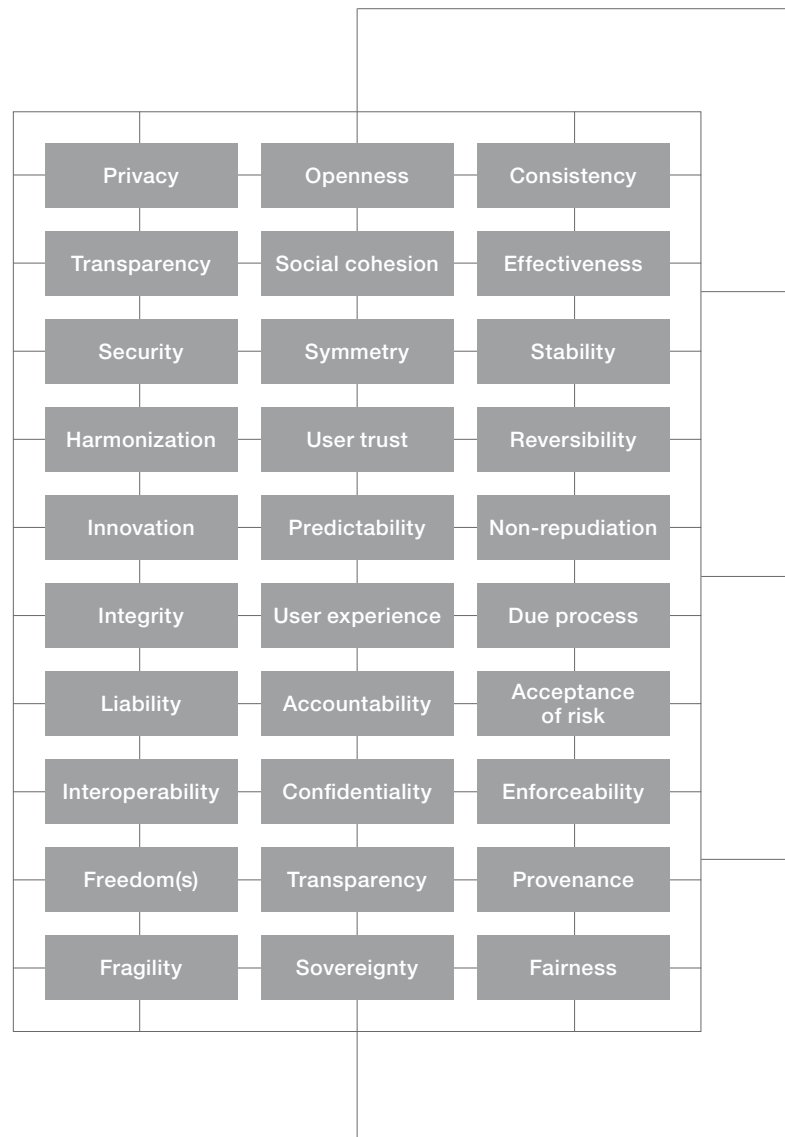 Privacy
Openness
Consistency
Transparency
Social cohesion
Effectiveness
Security
Symmetry
Stability
Harmonization
User trust
Reversibility
Innovation
Predictability
Non-repudiation
Integrity
User experience
Due process
Liability
Accountability
Acceptance
of risk
Interoperability
Confidentiality
Enforceability
Freedom(s)
Transparency
Provenance
Fragility
Sovereignty
Fairness